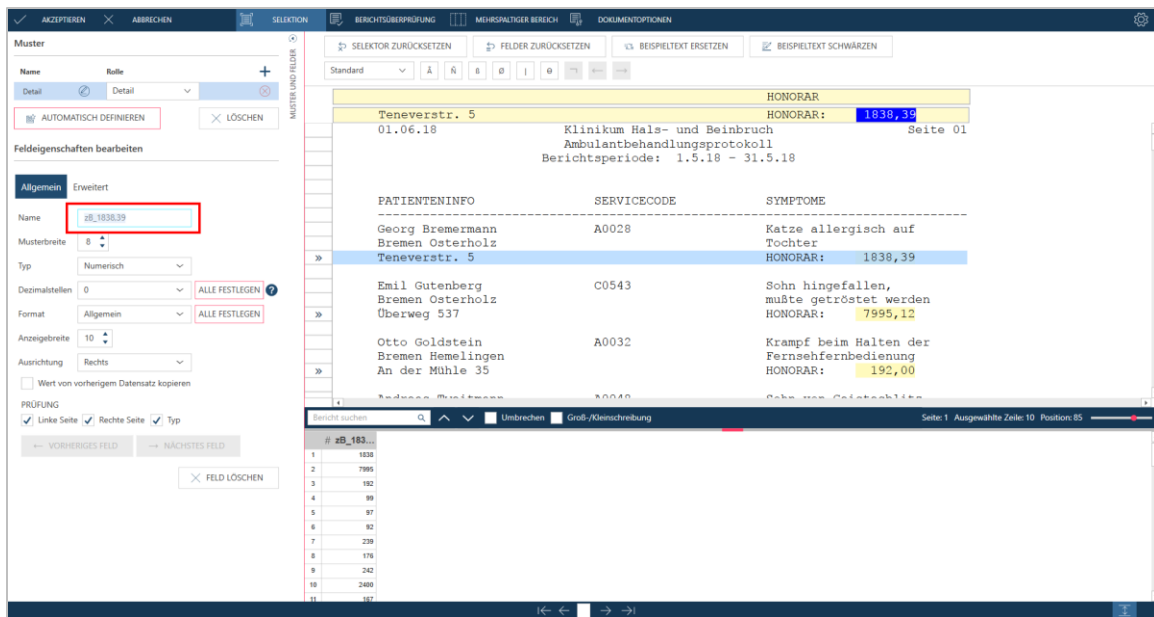 AKZEPTIEREN ABBRECHEN SELEKTION BERICHTSÜBERPRÜFUNG MEHRSPALTIGER BEREICH DOKUMENTOPTIONEN
Muster
Name Rolle
Detail Detail
AUTOMATISCH DEFINIEREN LÖSCHEN
Feldeigenschaften bearbeiten
Allgemein Erweitert
Name zB_1838.39
Musterbreite 8
Typ Numerisch
Dezimalstellen 0 ALLE FESTLEGEN ?
Format Allgemein ALLE FESTLEGEN
Anzeigebreite 10
Ausrichtung Rechts
Wert von vorherigem Datensatz kopieren
PRÜFUNG
Linke Seite Rechte Seite Typ
← VORHERIGES FELD → NÄCHSTES FELD
FELD LÖSCHEN
MUSTER UND FELDER
SELEKTOR ZURÜCKSETZEN FELDER ZURÜCKSETZEN BEISPIELTEXT ERSETZEN BEISPIELTEXT SCHWÄRZEN
Standard Ä Ñ ß Ø | ¬ ← →
HONORAR
Teneverstr. 5 HONORAR: 1838,39
01.06.18 Klinikum Hals- und Beinbruch Seite 01
Ambulantbehandlungsprotokoll
Berichtsperiode: 1.5.18 - 31.5.18
PATIENTENINFO SERVICECODE SYMPTOME
Georg Bremermann A0028 Katze allergisch auf
Bremen Osterholz Tochter
» Teneverstr. 5 HONORAR: 1838,39
Emil Gutenberg C0543 Sohn hingefallen,
Bremen Osterholz mußte getröstet werden
» Überweg 537 HONORAR: 7995,12
Otto Goldstein A0032 Krampf beim Halten der
Bremen Hemelingen Fernsehfernbedienung
» An der Mühle 35 HONORAR: 192,00
Bericht suchen Umbrechen Groß-/Kleinschreibung Seite: 1 Ausgewählte Zeile: 10 Position: 85
# zB_183...
1 1838
2 7995
3 192
4 99
5 97
6 92
7 239
8 176
9 242
10 2400
11 167